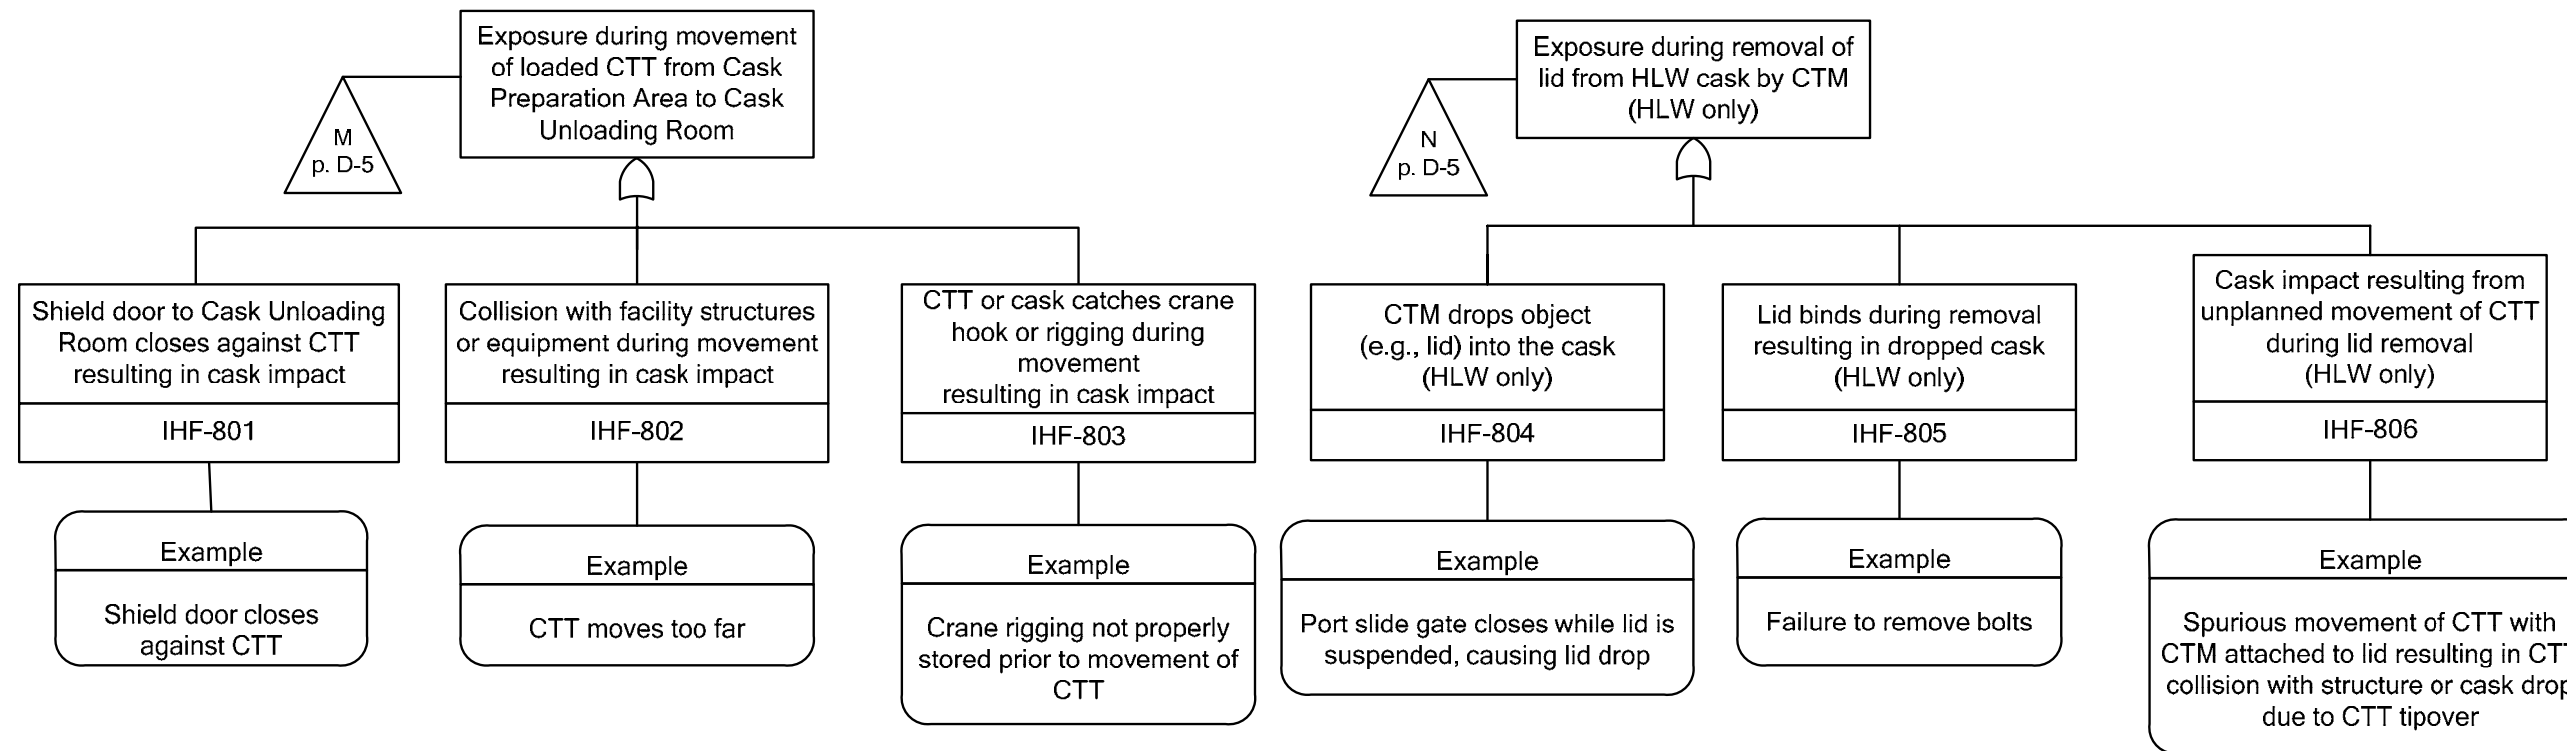 Exposure during movement
of loaded CTT from Cask
Preparation Area to Cask
Unloading Room
M
p. D-5
Shield door to Cask Unloading
Room closes against CTT
resulting in cask impact
IHF-801
Example
Shield door closes
against CTT
Collision with facility structures
or equipment during movement
resulting in cask impact
IHF-802
Example
CTT moves too far
CTT or cask catches crane
hook or rigging during
movement
resulting in cask impact
IHF-803
Example
Crane rigging not properly
stored prior to movement of
CTT
Exposure during removal of
lid from HLW cask by CTM
(HLW only)
N
p. D-5
CTM drops object
(e.g., lid) into the cask
(HLW only)
IHF-804
Example
Port slide gate closes while lid is
suspended, causing lid drop
Lid binds during removal
resulting in dropped cask
(HLW only)
IHF-805
Example
Failure to remove bolts
Cask impact resulting from
unplanned movement of CTT
during lid removal
(HLW only)
IHF-806
Example
Spurious movement of CTT with
CTM attached to lid resulting in CTT
collision with structure or cask drop
due to CTT tipover